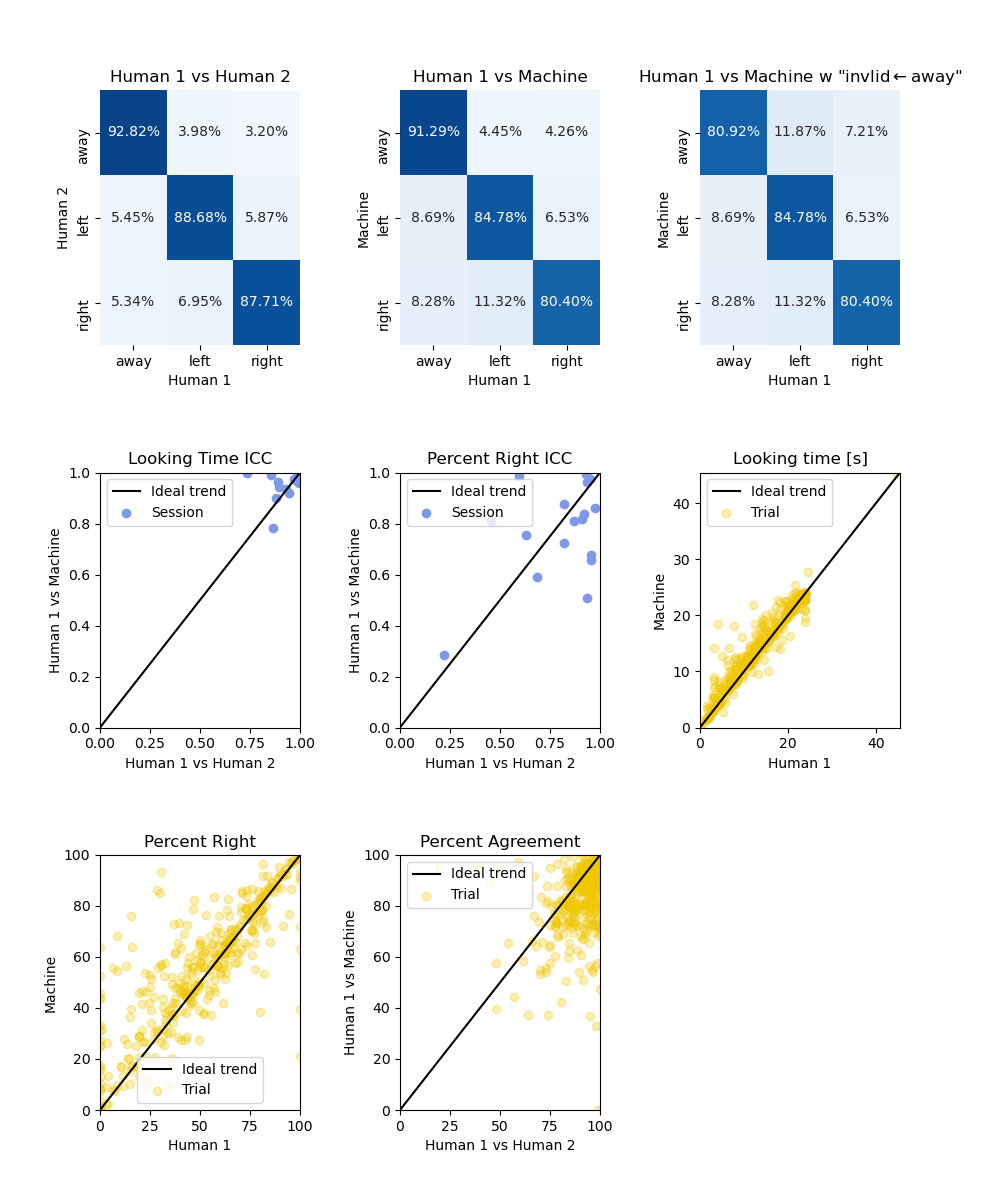 Human 1 vs Human 2
Human 1 vs Machine
Human 1 vs Machine w "invlid←away"
away 92.82% 3.98% 3.20%
left 5.45% 88.68% 5.87%
right 5.34% 6.95% 87.71%
away left right
Human 1
Human 2
away 91.29% 4.45% 4.26%
left 8.69% 84.78% 6.53%
right 8.28% 11.32% 80.40%
away left right
Human 1
Machine
away 80.92% 11.87% 7.21%
left 8.69% 84.78% 6.53%
right 8.28% 11.32% 80.40%
away left right
Human 1
Machine
Looking Time ICC
Ideal trend
Session
1.0
0.8
0.6
0.4
0.2
0.0
0.00 0.25 0.50 0.75 1.00
Human 1 vs Human 2
Human 1 vs Machine
Percent Right ICC
Ideal trend
Session
1.0
0.8
0.6
0.4
0.2
0.0
0.00 0.25 0.50 0.75 1.00
Human 1 vs Human 2
Human 1 vs Machine
Looking time [s]
Ideal trend
Trial
40
30
20
10
0
0 20 40
Human 1
Machine
Percent Right
100
80
60
40
20
0
Ideal trend
Trial
0 25 50 75 100
Human 1
Machine
Percent Agreement
Ideal trend
Trial
100
80
60
40
20
0
0 25 50 75 100
Human 1 vs Human 2
Human 1 vs Machine